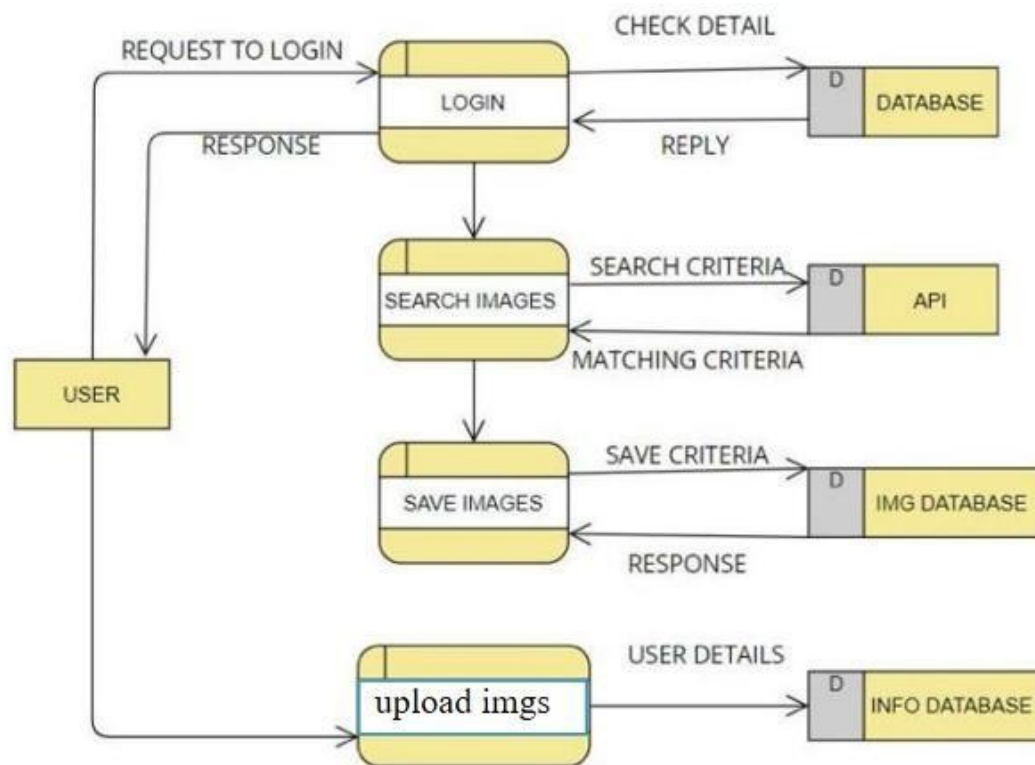 CHECK DETAIL
REQUEST TO LOGIN
D
LOGIN
DATABASE
RESPONSE
REPLY
SEARCH CRITERIA
D
SEARCH IMAGES
API
MATCHING CRITERIA
USER
SAVE CRITERIA
D
SAVE IMAGES
IMG DATABASE
RESPONSE
USER DETAILS
D
upload imgs
INFO DATABASE